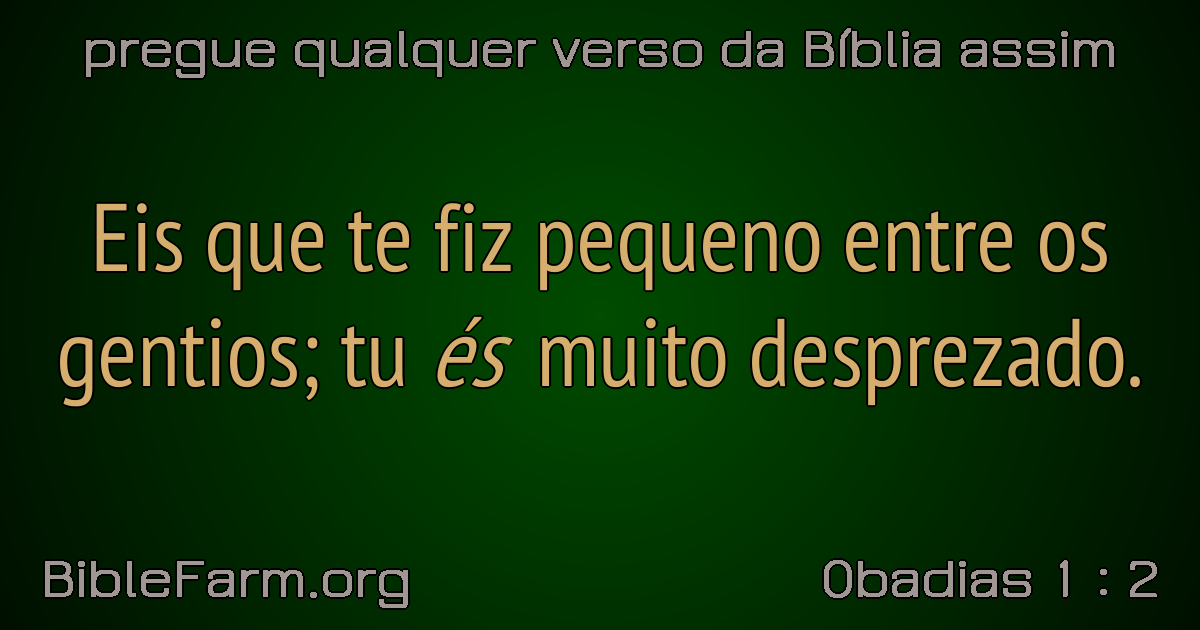 pregue qualquer verso da Bíblia assim
Eis que te fiz pequeno entre os
gentios; tu és muito desprezado.
BibleFarm.org
Obadias 1 : 2